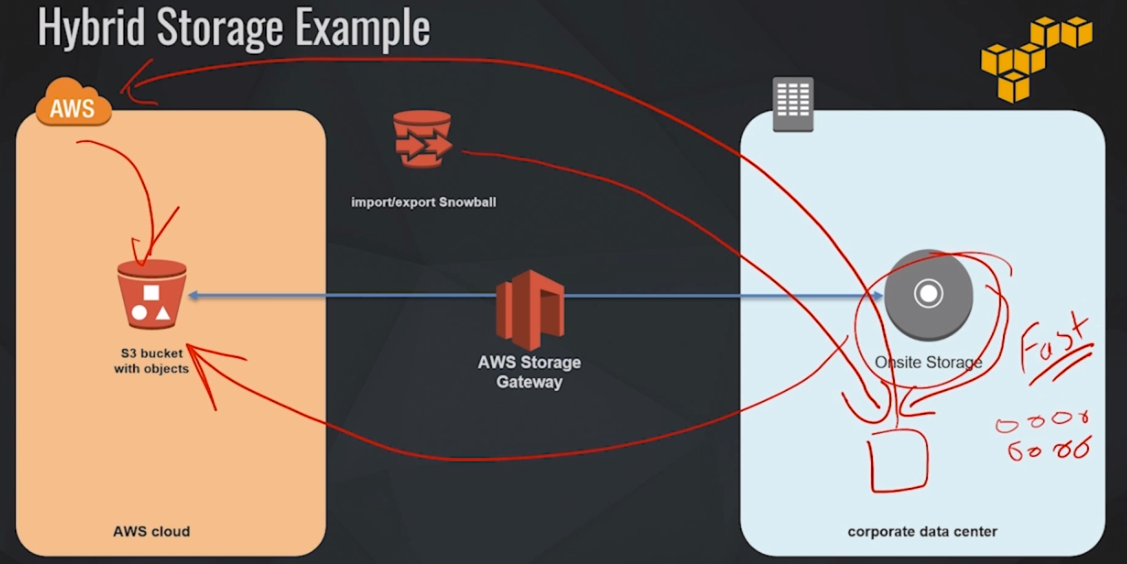 Hybrid Storage Example
AWS
import/export Snowball
S3 bucket
with objects
AWS Storage
Gateway
Onsite Storage
Fast
AWS cloud
corporate data center